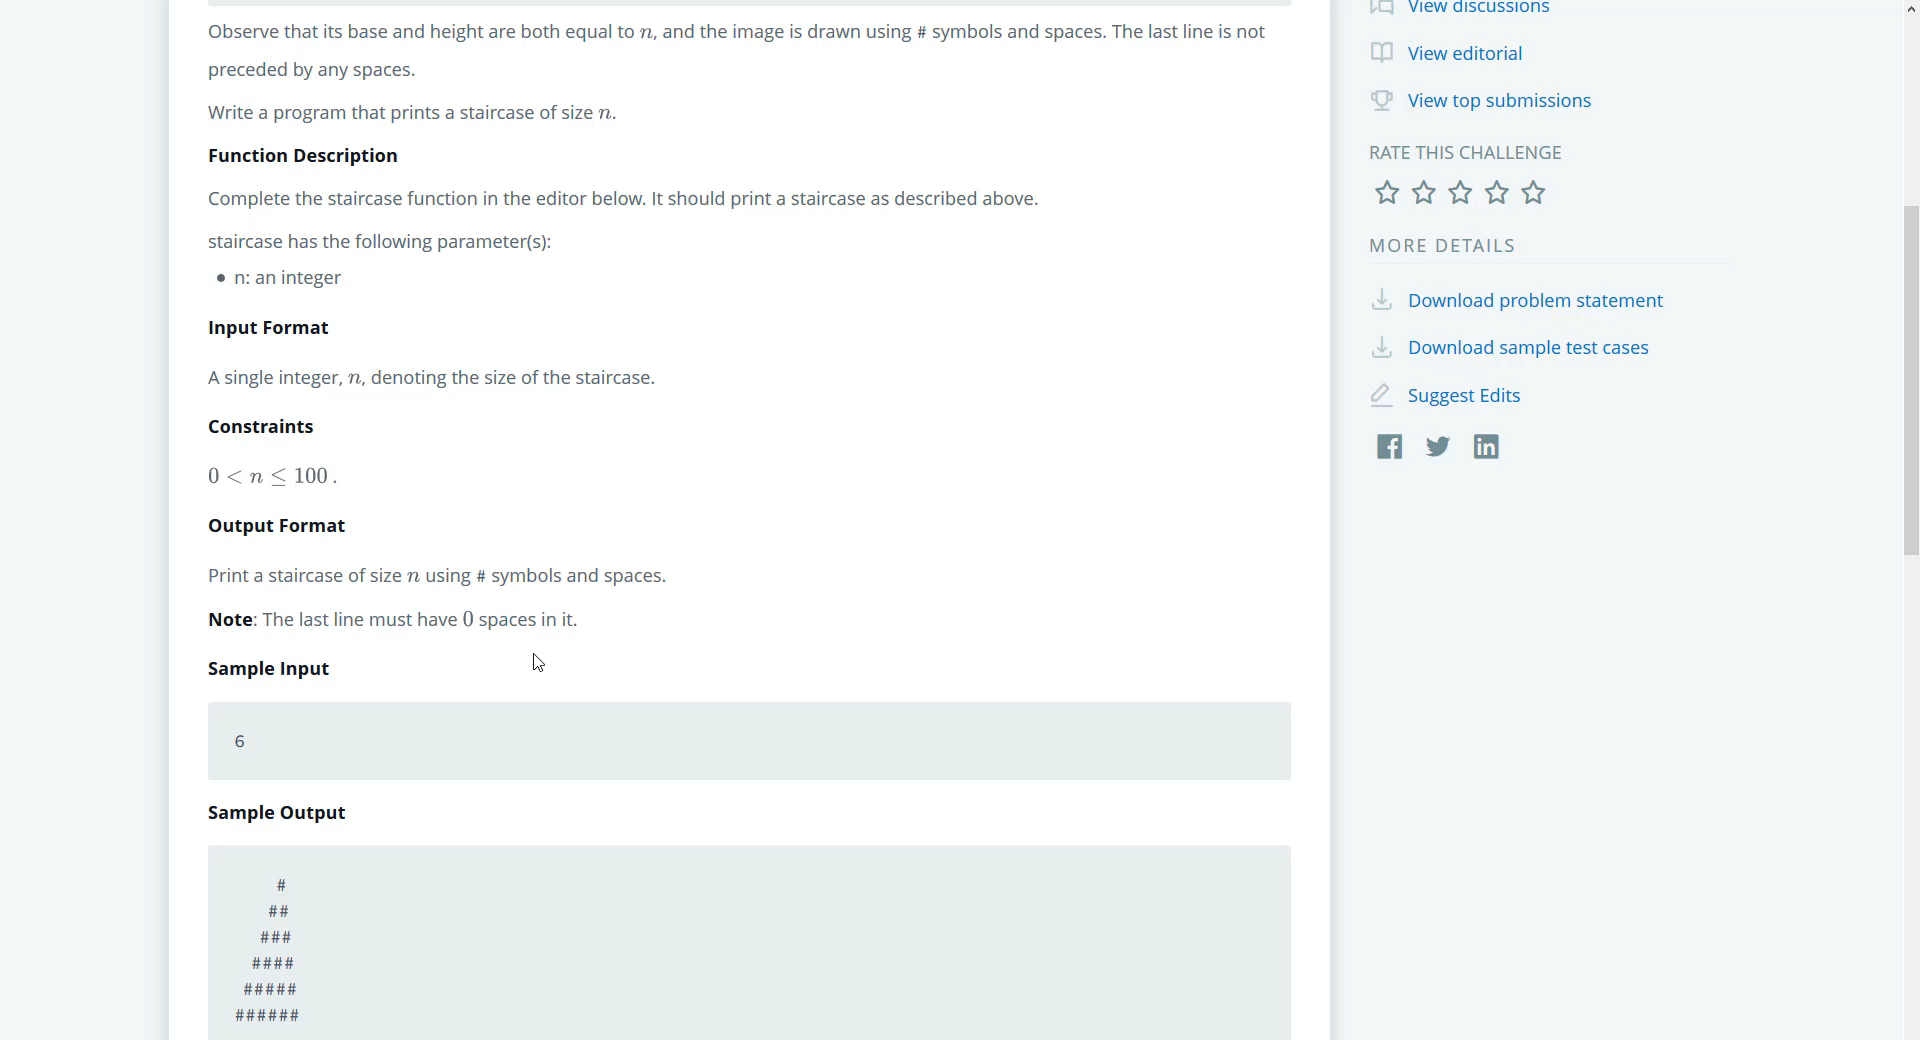 Observe that its base and height are both equal to n, and the image is drawn using # symbols and spaces. The last line is not
preceded by any spaces.
Write a program that prints a staircase of size n.
Function Description
Complete the staircase function in the editor below. It should print a staircase as described above.
staircase has the following parameter(s):
● n: an integer
Input Format
A single integer, n, denoting the size of the staircase.
Constraints
0 < n ≤ 100 .
Output Format
Print a staircase of size n using # symbols and spaces.
Note: The last line must have 0 spaces in it.
Sample Input
6
Sample Output
     #
    ##
   ###
  ####
 #####
######
View discussions
View editorial
View top submissions
RATE THIS CHALLENGE
MORE DETAILS
Download problem statement
Download sample test cases
Suggest Edits